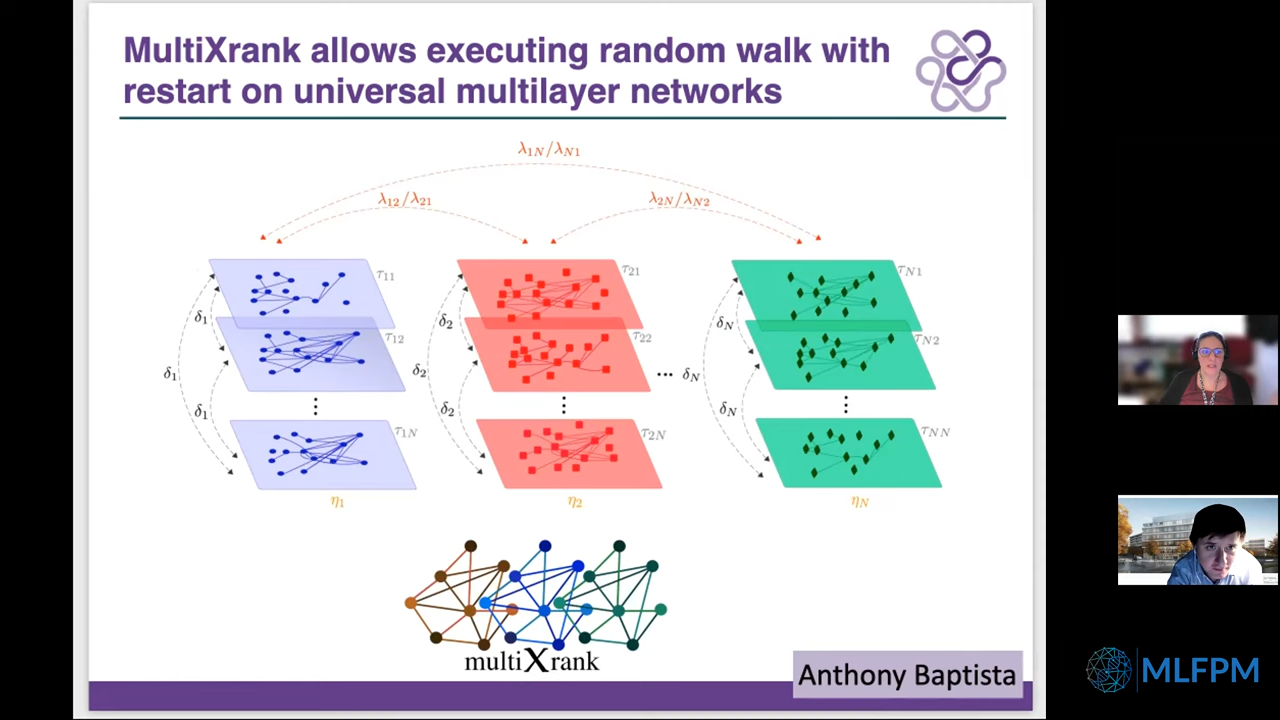 MultiXrank allows executing random walk with
restart on universal multilayer networks
λ1N/λN1
λ12/λ21
λ2N/λN2
τ11
τ21
τN1
δ1
δ2
δN
τ12
τ22
τN2
δ1
δ2
...
δN
δ1
δ2
δN
τ1N
τ2N
τNN
η1
η2
ηN
multiXrank
Anthony Baptista
MLFPM